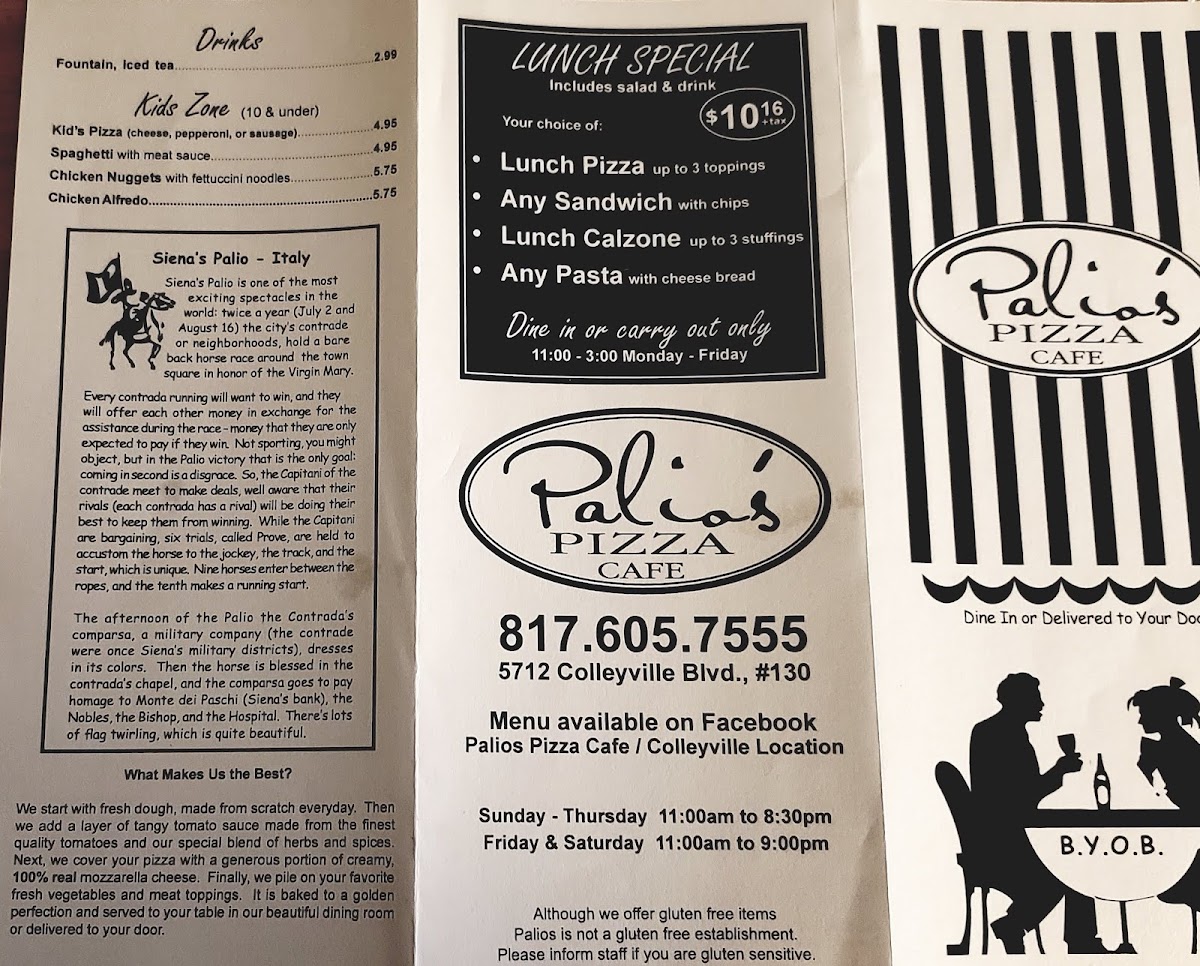 Drinks
Fountain, Iced tea........................................2.99
Kids Zone (10 & under)
Kid's Pizza (cheese, pepperoni, or sausage)..................4.95
Spaghetti with meat sauce......................................4.95
Chicken Nuggets with fettuccini noodles....................5.75
Chicken Alfredo.....................................................5.75
Siena's Palio - Italy
Siena's Palio is one of the most
exciting spectacles in the
world: twice a year (July 2 and
August 16) the city's contrade
or neighborhoods, hold a bare
back horse race around the town
square in honor of the Virgin Mary.
Every contrada running will want to win, and they
will offer each other money in exchange for the
assistance during the race - money that they are only
expected to pay if they win. Not sporting, you might
object, but in the Palio victory that is the only goal:
coming in second is a disgrace. So, the Capitani of the
contrade meet to make deals, well aware that their
rivals (each contrada has a rival) will be doing their
best to keep them from winning. While the Capitani
are bargaining, six trials, called Prove, are held to
accustom the horse to the jockey, the track, and the
start, which is unique. Nine horses enter between the
ropes, and the tenth makes a running start.
The afternoon of the Palio the Contrada's
comparsa, a military company (the contrade
were once Siena's military districts), dresses
in its colors. Then the horse is blessed in the
contrada's chapel, and the comparsa goes to pay
homage to Monte dei Paschi (Siena's bank), the
Nobles, the Bishop, and the Hospital. There's lots
of flag twirling, which is quite beautiful.
What Makes Us the Best?
We start with fresh dough, made from scratch everyday. Then
we add a layer of tangy tomato sauce made from the finest
quality tomatoes and our special blend of herbs and spices.
Next, we cover your pizza with a generous portion of creamy,
100% real mozzarella cheese. Finally, we pile on your favorite
fresh vegetables and meat toppings. It is baked to a golden
perfection and served to your table in our beautiful dining room
or delivered to your door.
LUNCH SPECIAL
Includes salad & drink
$10.16 +tax
Your choice of:
• Lunch Pizza up to 3 toppings
• Any Sandwich with chips
• Lunch Calzone up to 3 stuffings
• Any Pasta with cheese bread
Dine in or carry out only
11:00 - 3:00 Monday - Friday
Palio's
PIZZA
CAFE
817.605.7555
5712 Colleyville Blvd., #130
Menu available on Facebook
Palios Pizza Cafe / Colleyville Location
Sunday - Thursday 11:00am to 8:30pm
Friday & Saturday 11:00am to 9:00pm
Although we offer gluten free items
Palios is not a gluten free establishment.
Please inform staff if you are gluten sensitive.
Palio's
PIZZA
CAFE
Dine In or Delivered to Your Doo
B.Y.O.B.